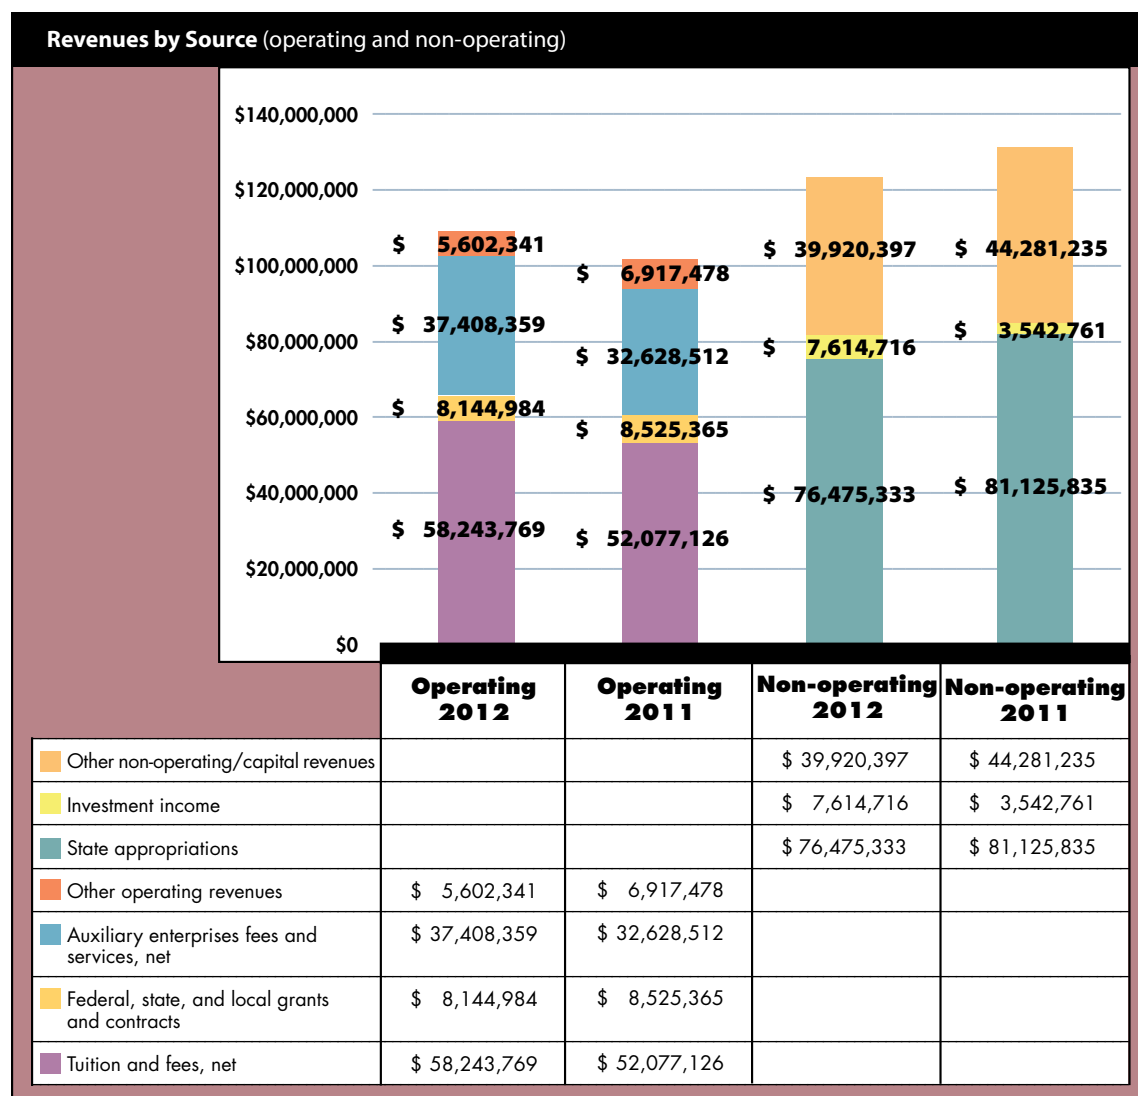 Revenues by Source (operating and non-operating)
$140,000,000
$120,000,000
$100,000,000
$80,000,000
$60,000,000
$40,000,000
$20,000,000
$0
$ 5,602,341
$ 37,408,359
$ 8,144,984
$ 58,243,769
$ 6,917,478
$ 32,628,512
$ 8,525,365
$ 52,077,126
$ 39,920,397
$ 7,614,716
$ 76,475,333
$ 44,281,235
$ 3,542,761
$ 81,125,835
Operating 2012
Operating 2011
Non-operating 2012
Non-operating 2011
Other non-operating/capital revenues $ 39,920,397 $ 44,281,235
Investment income $ 7,614,716 $ 3,542,761
State appropriations $ 76,475,333 $ 81,125,835
Other operating revenues $ 5,602,341 $ 6,917,478
Auxiliary enterprises fees and $ 37,408,359 $ 32,628,512
services, net
Federal, state, and local grants $ 8,144,984 $ 8,525,365
and contracts
Tuition and fees, net $ 58,243,769 $ 52,077,126